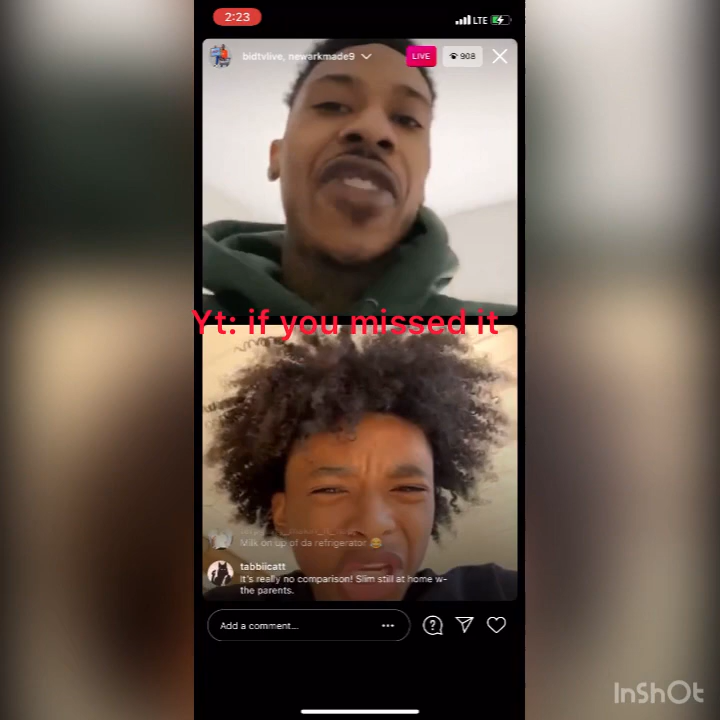 2:23
LTE
bidtvlive, newarkmade9
LIVE
908
Yt: if you missed it
Milk on up of da refrigerator 😂
tabbiicatt
It's really no comparison! Slim still at home w-
the parents.
Add a comment...
InShOt